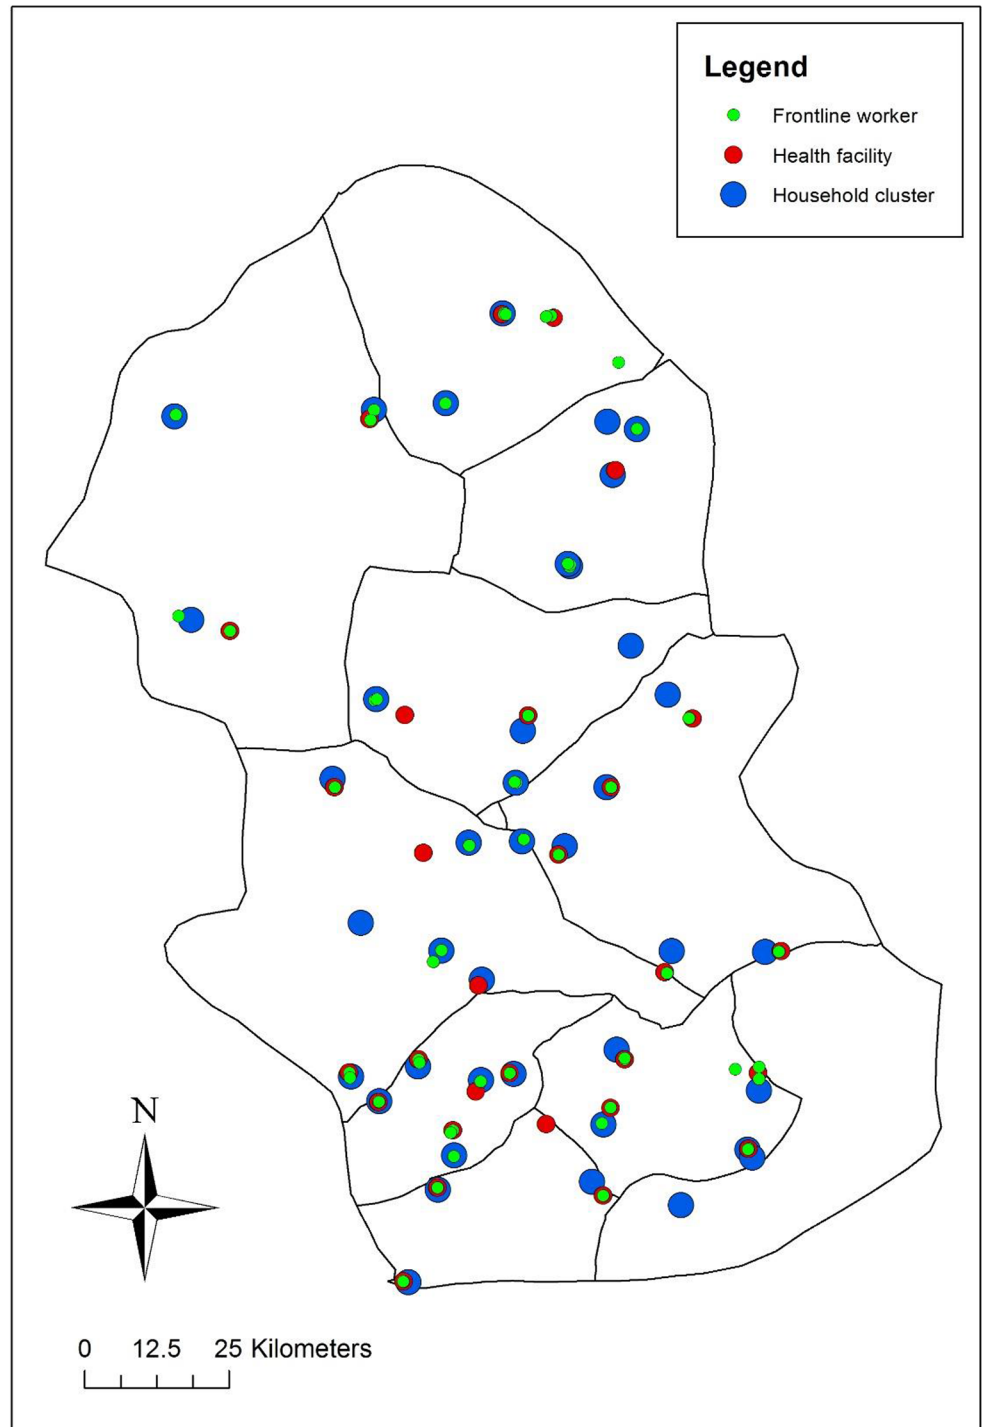 Legend
Frontline worker
Health facility
Household cluster
N
0 12.5 25 Kilometers